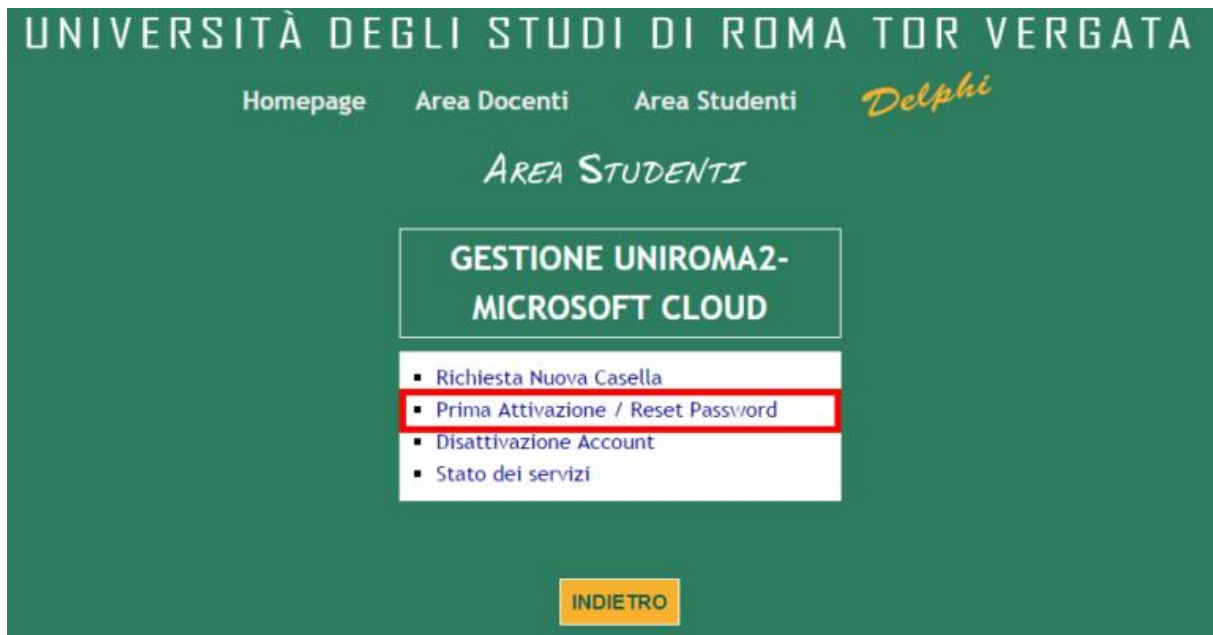 UNIVERSITÀ DEGLI STUDI DI ROMA TOR VERGATA
Homepage Area Docenti Area Studenti Delphi
AREA STUDENTI
GESTIONE UNIROMA2-
MICROSOFT CLOUD
▪ Richiesta Nuova Casella
▪ Prima Attivazione / Reset Password
▪ Disattivazione Account
▪ Stato dei servizi
INDIETRO